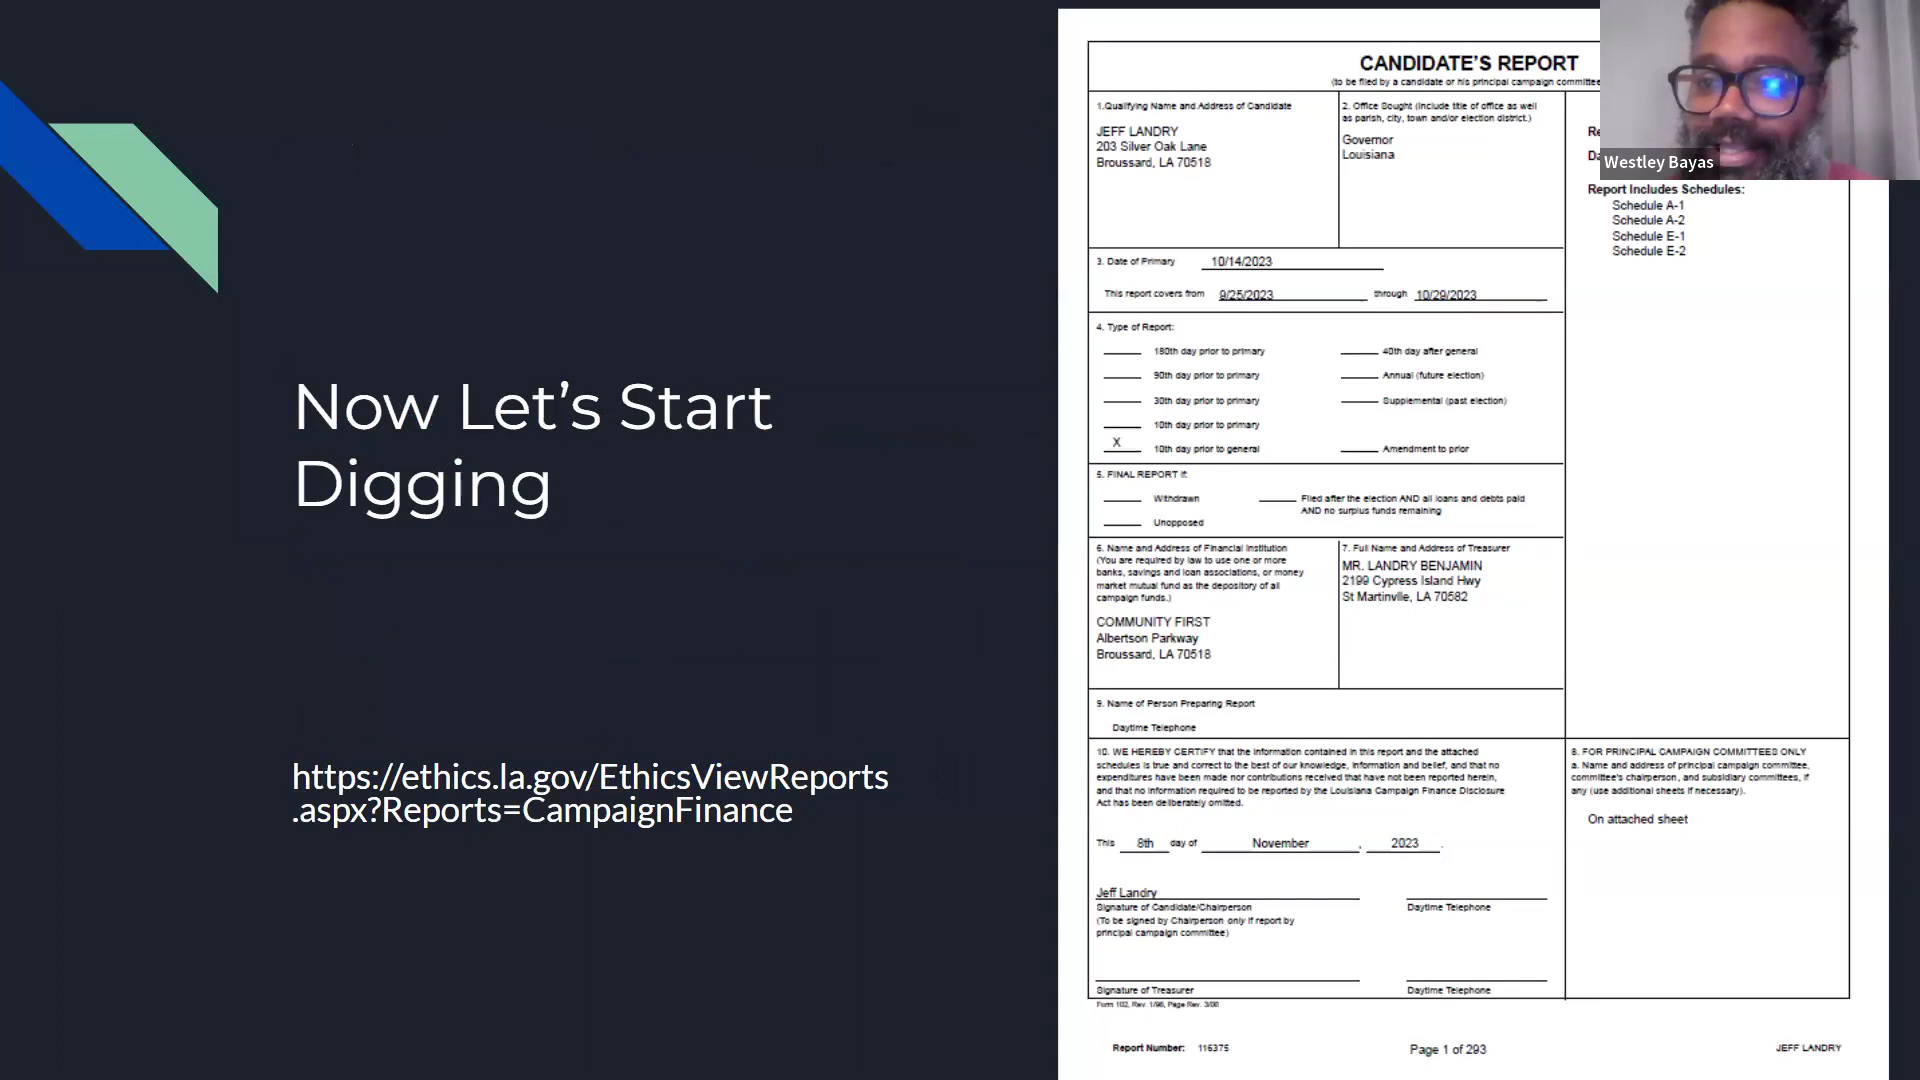 Now Let’s Start
Digging
https://ethics.la.gov/EthicsViewReports
.aspx?Reports=CampaignFinance
CANDIDATE’S REPORT
(to be filed by a candidate or his principal campaign committee
1.Qualifying Name and Address of Candidate
JEFF LANDRY
203 Silver Oak Lane
Broussard, LA 70518
2. Office Sought (Include title of office as well
as parish, city, town and/or election district.)
Governor
Louisiana
Westley Bayas
Report Includes Schedules:
Schedule A-1
Schedule A-2
Schedule E-1
Schedule E-2
3. Date of Primary 10/14/2023
This report covers from 9/25/2023 through 10/29/2023
4. Type of Report:
180th day prior to primary 40th day after general
90th day prior to primary Annual (future election)
30th day prior to primary Supplemental (past election)
10th day prior to primary
X 10th day prior to general Amendment to prior
5. FINAL REPORT if:
Withdrawn Filed after the election AND all loans and debts paid
AND no surplus funds remaining
Unopposed
6. Name and Address of Financial Institution
(You are required by law to use one or more
banks, savings and loan associations, or money
market mutual fund as the depository of all
campaign funds.)
COMMUNITY FIRST
Albertson Parkway
Broussard, LA 70518
7. Full Name and Address of Treasurer
MR. LANDRY BENJAMIN
2199 Cypress Island Hwy
St Martinville, LA 70582
9. Name of Person Preparing Report
Daytime Telephone
10. WE HEREBY CERTIFY that the information contained in this report and the attached
schedules is true and correct to the best of our knowledge, information and belief, and that no
expenditures have been made nor contributions received that have not been reported herein,
and that no information required to be reported by the Louisiana Campaign Finance Disclosure
Act has been deliberately omitted.
This 8th day of November , 2023 .
Jeff Landry
Signature of Candidate/Chairperson Daytime Telephone
(To be signed by Chairperson only if report by
principal campaign committee)
Signature of Treasurer Daytime Telephone
8. FOR PRINCIPAL CAMPAIGN COMMITTEES ONLY
a. Name and address of principal campaign committee,
committee's chairperson, and subsidiary committees, if
any (use additional sheets if necessary).
On attached sheet
Form 102, Rev. 1/98, Page Rev. 3/00
Report Number: 116375 Page 1 of 293 JEFF LANDRY